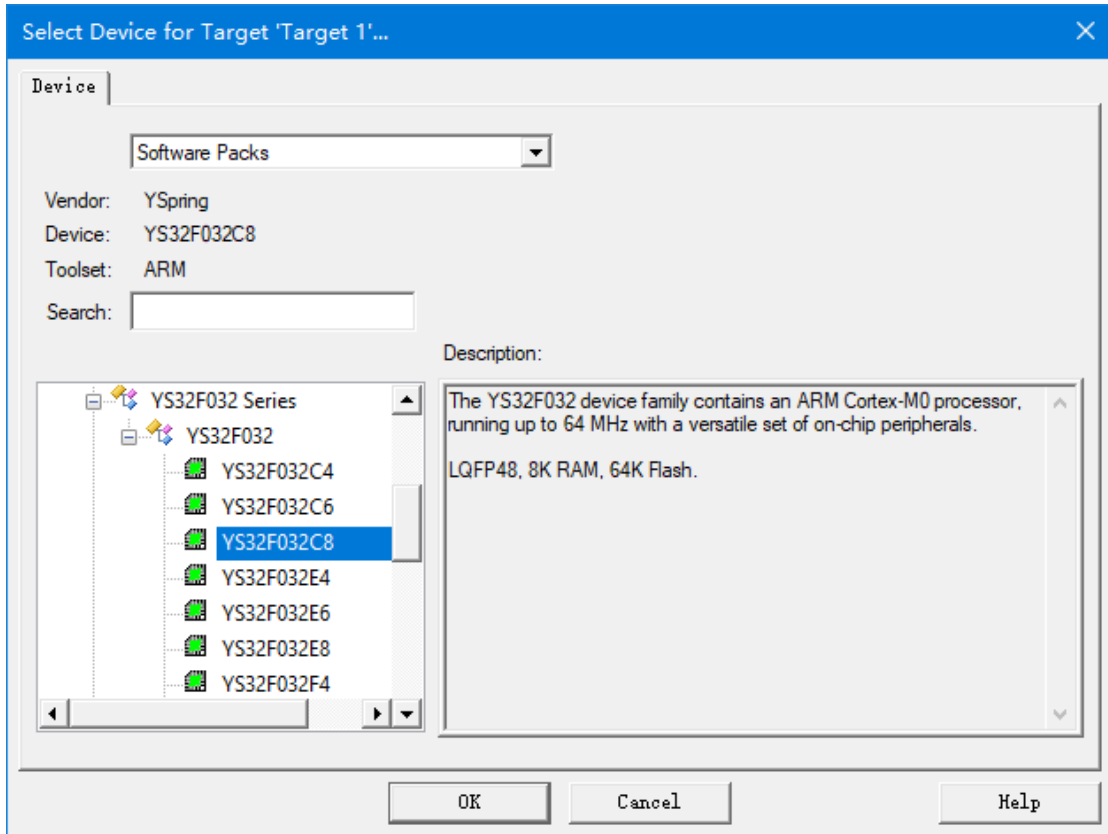 Select Device for Target 'Target 1'...
Device
Software Packs
Vendor: YSpring
Device: YS32F032C8
Toolset: ARM
Search:
Description:
YS32F032 Series
YS32F032
YS32F032C4
YS32F032C6
YS32F032C8
YS32F032E4
YS32F032E6
YS32F032E8
YS32F032F4
The YS32F032 device family contains an ARM Cortex-M0 processor,
running up to 64 MHz with a versatile set of on-chip peripherals.
LQFP48, 8K RAM, 64K Flash.
OK
Cancel
Help